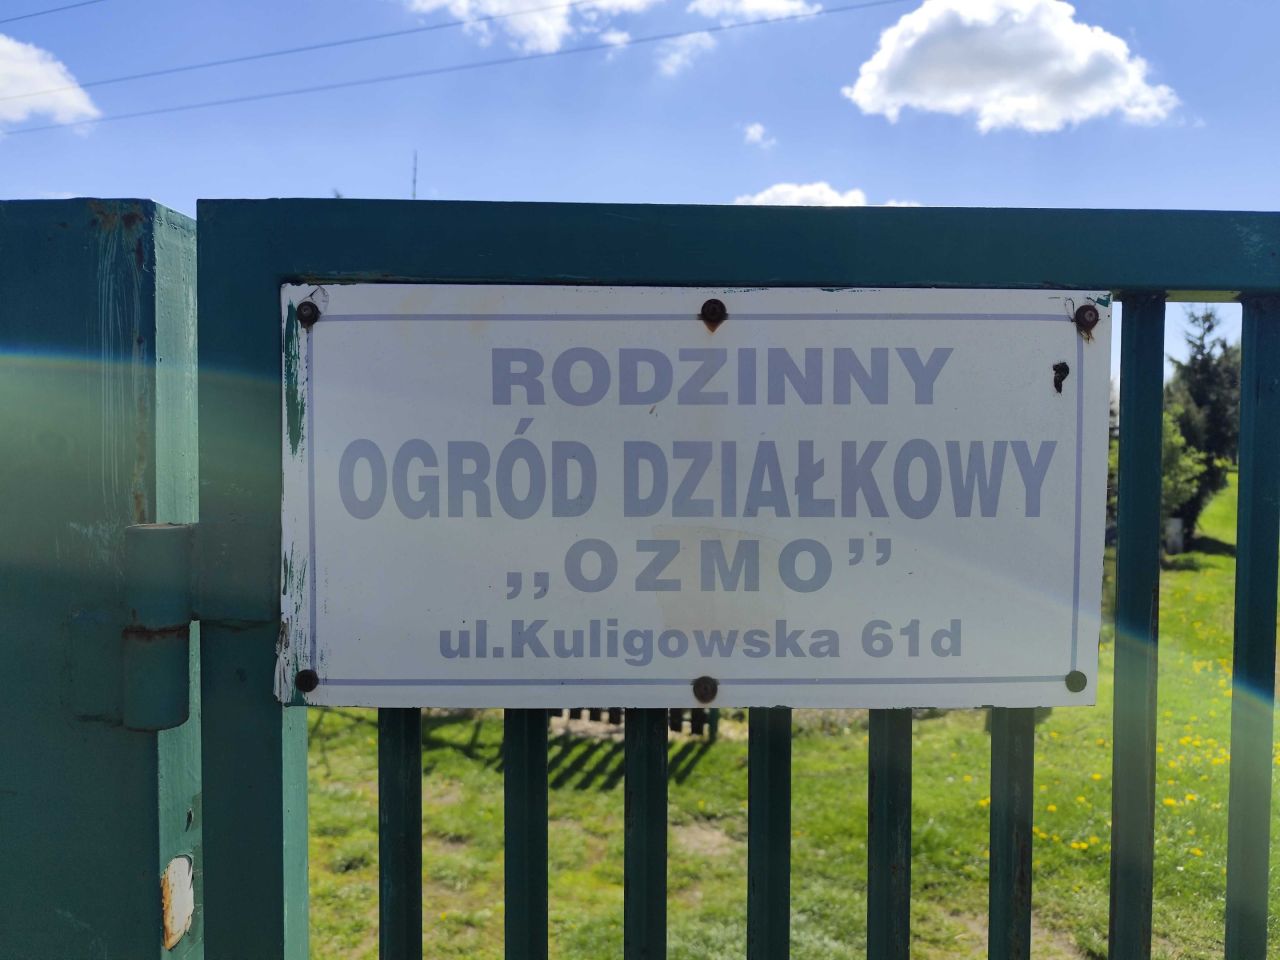 RODZINNY
OGRÓD DZIAŁKOWY
,,OZMO’’
ul.Kuligowska 61d